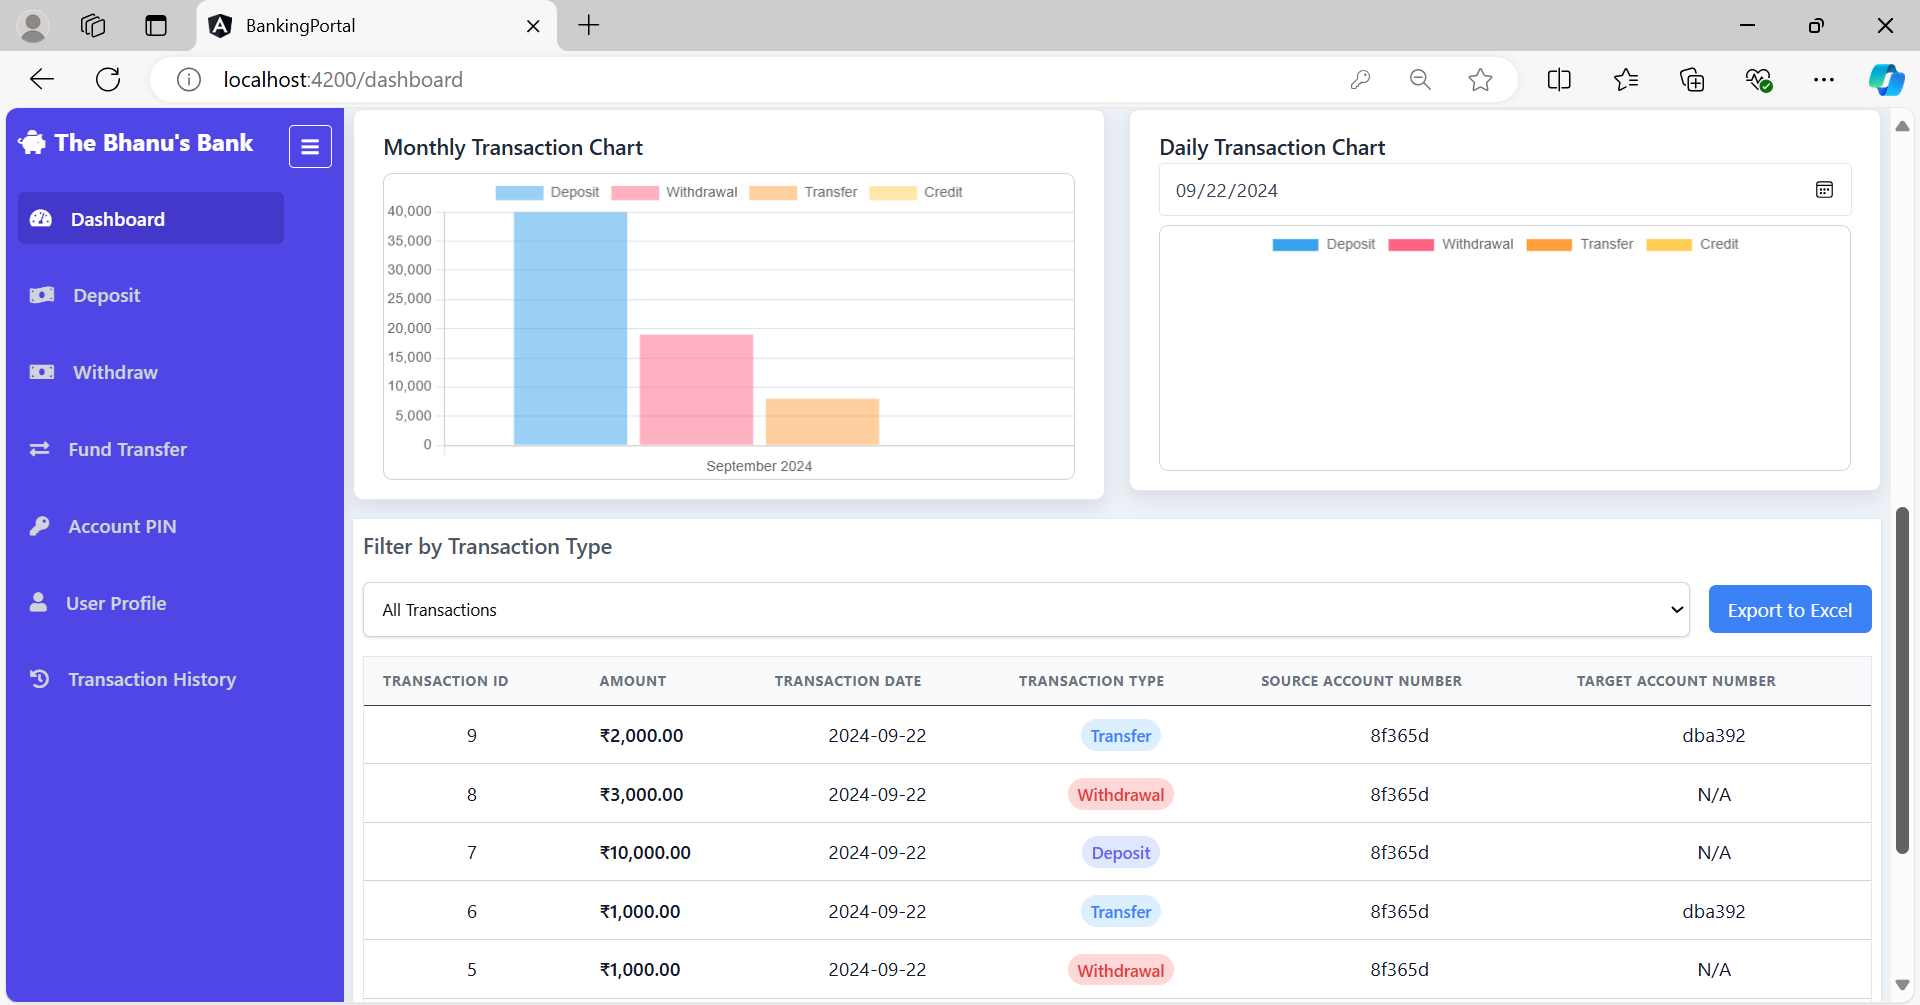 BankingPortal
localhost:4200/dashboard
The Bhanu's Bank
Dashboard
Deposit
Withdraw
Fund Transfer
Account PIN
User Profile
Transaction History
Monthly Transaction Chart
Deposit Withdrawal Transfer Credit
40,000
35,000
30,000
25,000
20,000
15,000
10,000
5,000
0
September 2024
Daily Transaction Chart
09/22/2024
Deposit Withdrawal Transfer Credit
Filter by Transaction Type
All Transactions
Export to Excel
TRANSACTION ID AMOUNT TRANSACTION DATE TRANSACTION TYPE SOURCE ACCOUNT NUMBER TARGET ACCOUNT NUMBER
9 ₹2,000.00 2024-09-22 Transfer 8f365d dba392
8 ₹3,000.00 2024-09-22 Withdrawal 8f365d N/A
7 ₹10,000.00 2024-09-22 Deposit 8f365d N/A
6 ₹1,000.00 2024-09-22 Transfer 8f365d dba392
5 ₹1,000.00 2024-09-22 Withdrawal 8f365d N/A